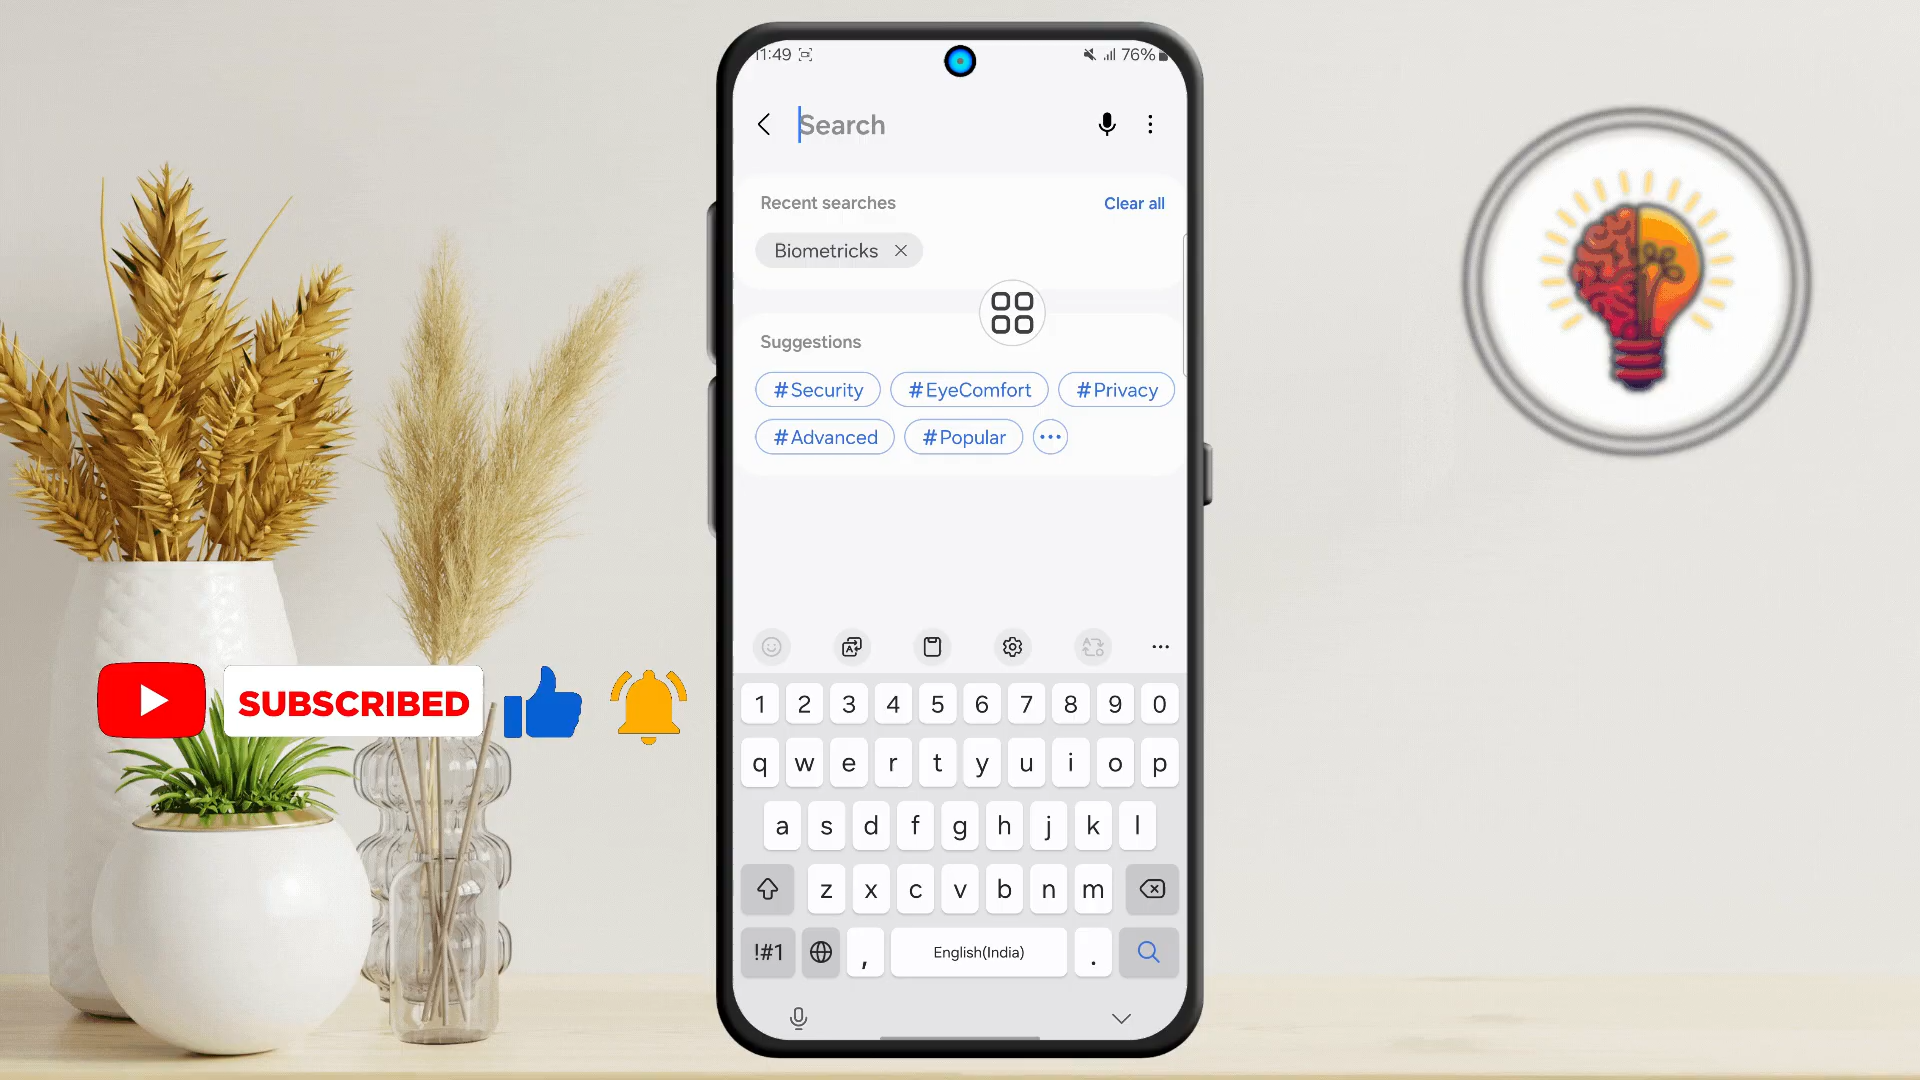 11:49 76%
Search
Recent searches Clear all
Biometricks
Suggestions
#Security #EyeComfort #Privacy
#Advanced #Popular
SUBSCRIBED
1 2 3 4 5 6 7 8 9 0
q w e r t y u i o p
a s d f g h j k l
z x c v b n m
!#1 , English(India) .